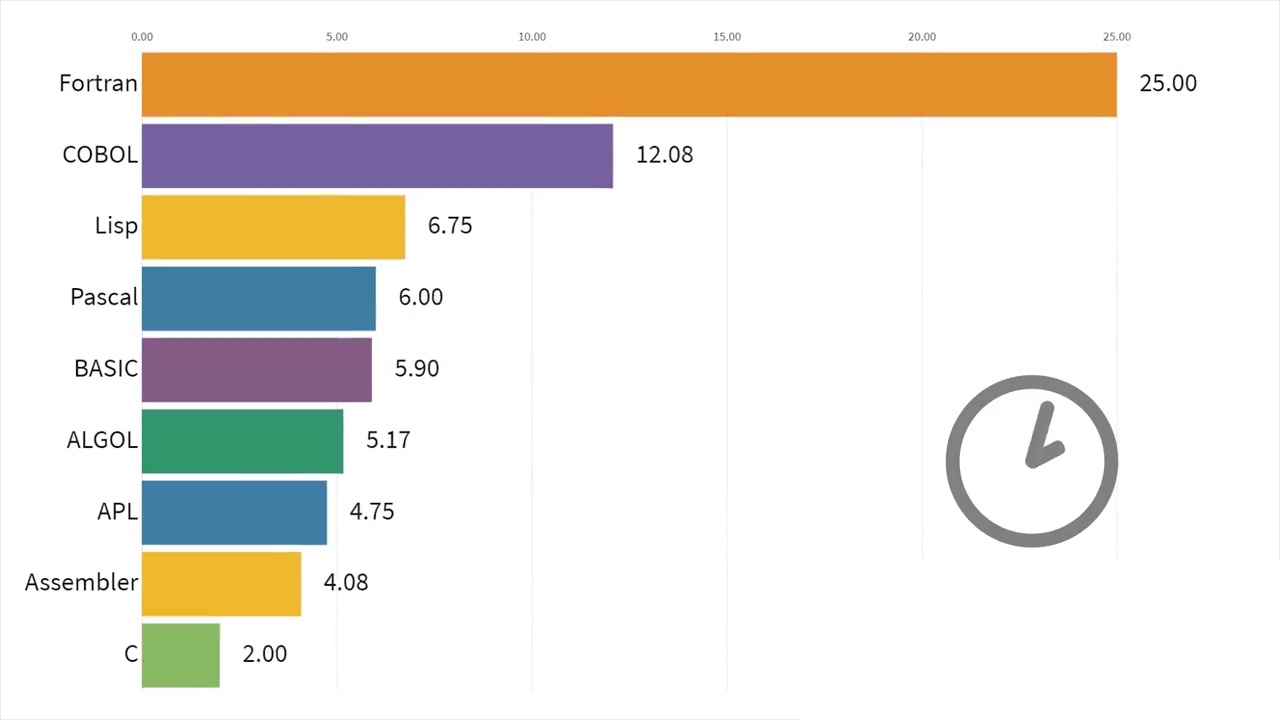 0.00 5.00 10.00 15.00 20.00 25.00
Fortran 25.00
COBOL 12.08
Lisp 6.75
Pascal 6.00
BASIC 5.90
ALGOL 5.17
APL 4.75
Assembler 4.08
C 2.00